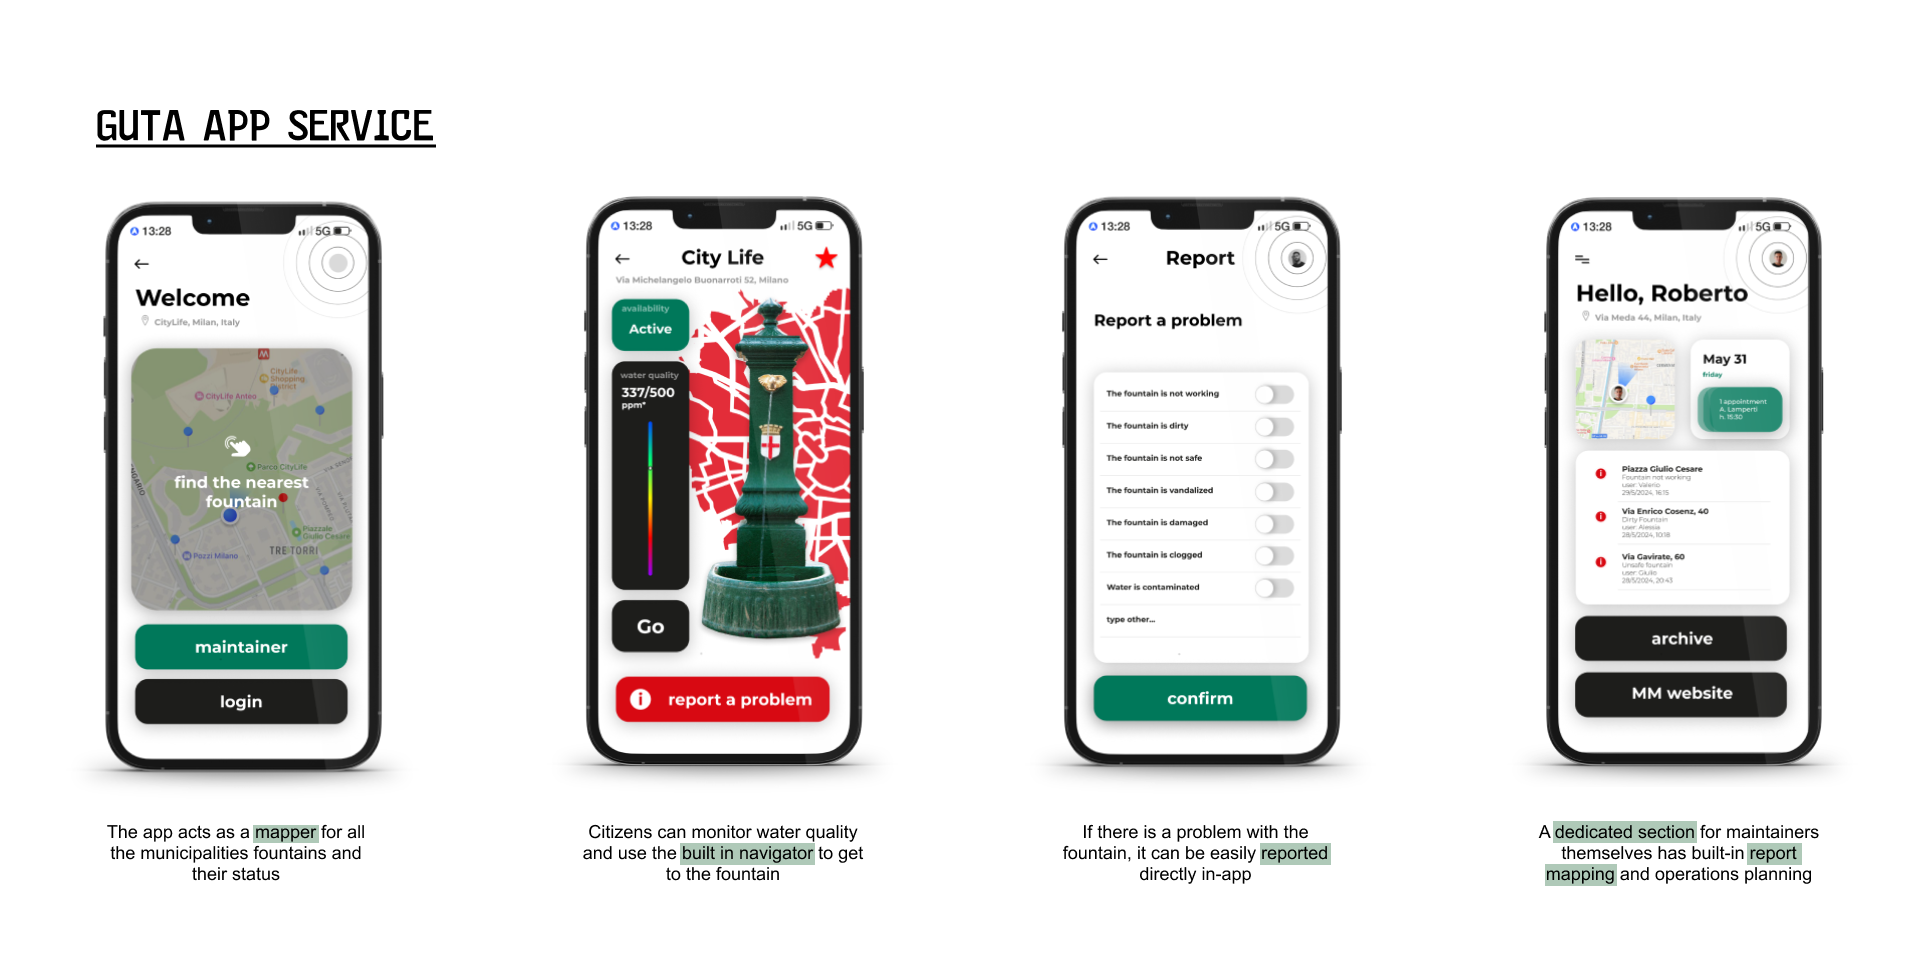 GUTA APP SERVICE
13:28
5G
Welcome
CityLife, Milan, Italy
CityLife
Shopping
District
CityLife Anteo
Parco CityLife
find the nearest
fountain
Piazzale
Giulio Cesare
TRE TORRI
Pozzi Milano
maintainer
login
The app acts as a mapper for all
the municipalities fountains and
their status
13:28
5G
City Life
Via Michelangelo Buonarroti 52, Milano
availability
Active
water quality
337/500
ppm*
Go
report a problem
Citizens can monitor water quality
and use the built in navigator to get
to the fountain
13:28
5G
Report
Report a problem
The fountain is not working
The fountain is dirty
The fountain is not safe
The fountain is vandalized
The fountain is damaged
The fountain is clogged
Water is contaminated
type other...
confirm
If there is a problem with the
fountain, it can be easily reported
directly in-app
13:28
5G
Hello, Roberto
Via Meda 44, Milan, Italy
May 31
friday
1 appointment
A. Lamperti
h. 15:30
Piazza Giulio Cesare
Fountain not working
user: Valerio
29/5/2024, 16:15
Via Enrico Cosenz, 40
Dirty Fountain
user: Alessia
28/5/2024, 10:18
Via Gavirate, 60
Unsafe fountain
user: Giulio
28/5/2024, 20:43
archive
MM website
A dedicated section for maintainers
themselves has built-in report
mapping and operations planning